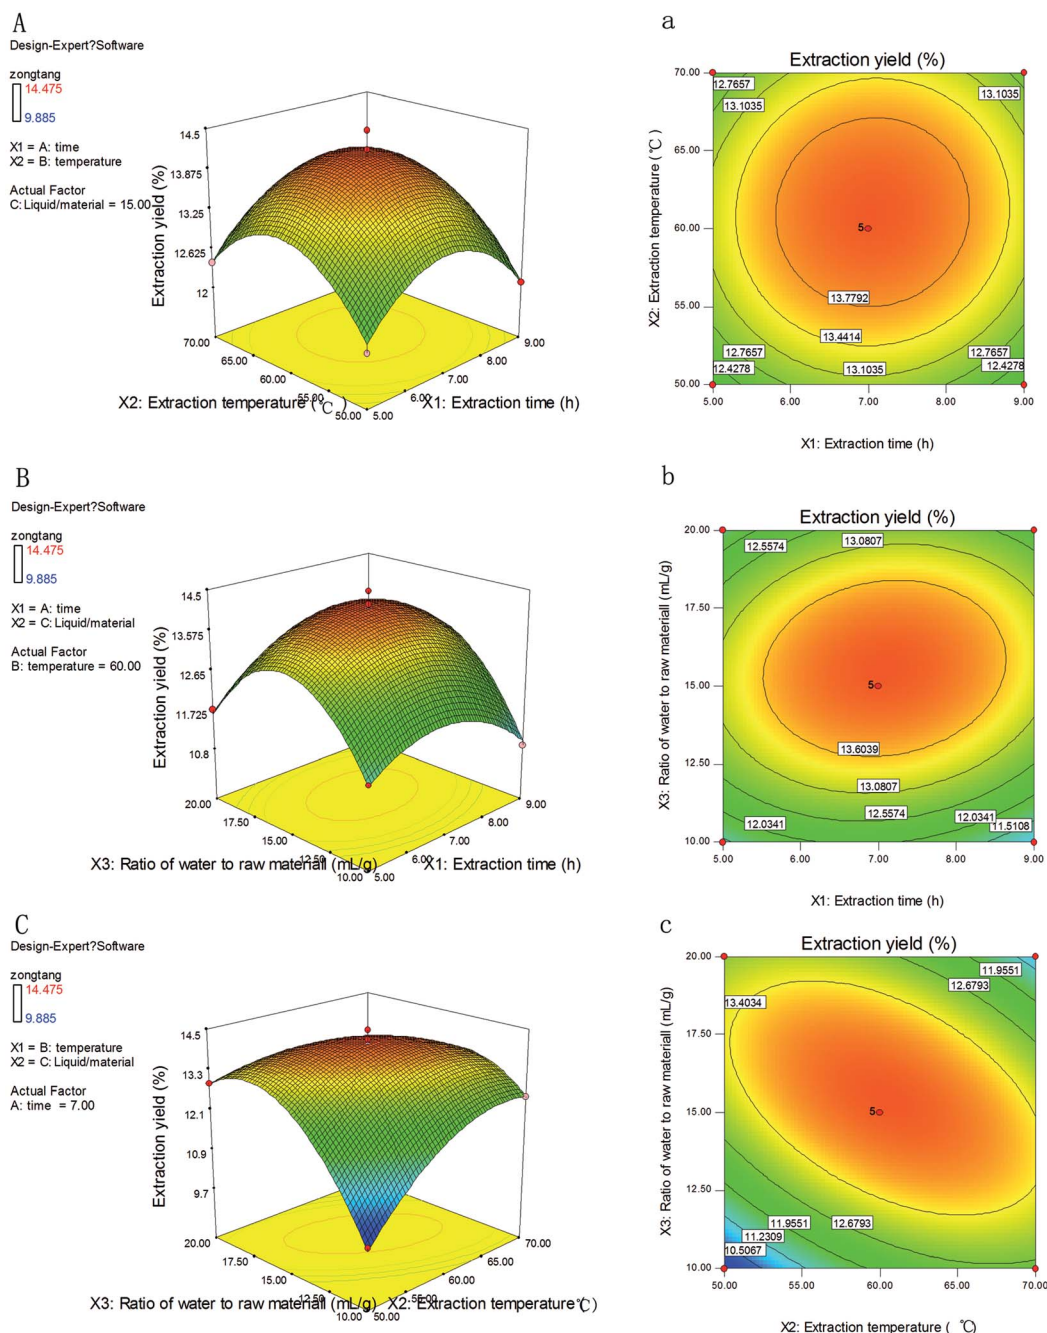 A
Design-Expert?Software
zongtang
14.475
9.885
X1 = A: time
X2 = B: temperature
Actual Factor
C: Liquid/material = 15.00
Extraction yield (%)
14.5
13.875
13.25
12.625
12
70.00
65.00
60.00
55.00
50.00
5.00
6.00
7.00
8.00
9.00
X2: Extraction temperature (℃)
X1: Extraction time (h)
a
Extraction yield (%)
X2: Extraction temperature (℃)
70.00
65.00
60.00
55.00
50.00
12.7657
13.1035
13.1035
5
13.7792
13.4414
13.1035
12.7657
12.4278
12.7657
12.4278
5.00
6.00
7.00
8.00
9.00
X1: Extraction time (h)
B
Design-Expert?Software
zongtang
14.475
9.885
X1 = A: time
X2 = C: Liquid/material
Actual Factor
B: temperature = 60.00
Extraction yield (%)
14.5
13.575
12.65
11.725
10.8
20.00
17.50
15.00
12.50
10.00
5.00
6.00
7.00
8.00
9.00
X3: Ratio of water to raw materiall (mL/g)
X1: Extraction time (h)
b
Extraction yield (%)
X3: Ratio of water to raw materiall (mL/g)
20.00
17.50
15.00
12.50
10.00
12.5574
13.0807
5
13.6039
13.0807
12.5574
12.0341
12.0341
11.5108
5.00
6.00
7.00
8.00
9.00
X1: Extraction time (h)
C
Design-Expert?Software
zongtang
14.475
9.885
X1 = B: temperature
X2 = C: Liquid/material
Actual Factor
A: time = 7.00
Extraction yield (%)
14.5
13.3
12.1
10.9
9.7
20.00
17.50
15.00
12.50
10.00
50.00
55.00
60.00
65.00
70.00
X3: Ratio of water to raw materiall (mL/g)
X2: Extraction temperature(℃)
c
Extraction yield (%)
X3: Ratio of water to raw materiall (mL/g)
20.00
17.50
15.00
12.50
10.00
11.9551
12.6793
13.4034
5
12.6793
11.9551
11.2309
10.5067
50.00
55.00
60.00
65.00
70.00
X2: Extraction temperature ( ℃)